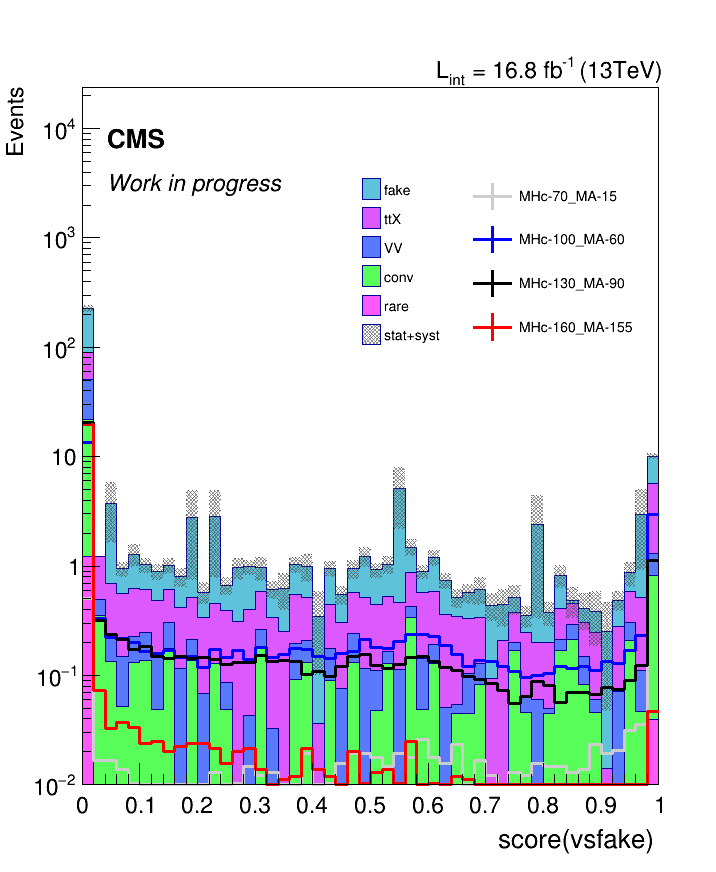 L_int = 16.8 fb^-1 (13TeV)
Events
CMS
Work in progress
fake
ttX
VV
conv
rare
stat+syst
MHc-70_MA-15
MHc-100_MA-60
MHc-130_MA-90
MHc-160_MA-155
10^4
10^3
10^2
10
1
10^−1
10^−2
0 0.1 0.2 0.3 0.4 0.5 0.6 0.7 0.8 0.9 1
score(vsfake)